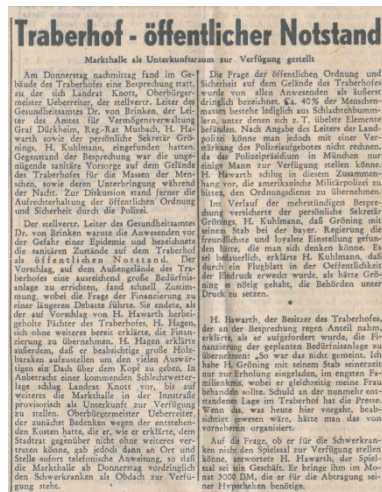 Traberhof - öffentlicher Notstand
Markthalle als Unterkunftsraum zur Verfügung gestellt
Am Donnerstag nachmittag fand im Ge-
bäude des Traberhofes eine Besprechung statt,
zu der sich Landrat Knott, Oberbürger-
meister Ueberreiter, der stellvertr. Leiter des
Gesundheitsamtes Dr. von Brinken, der Lei-
ter des Amtes für Vermögensverwaltung
Graf Dürkheim, Reg.-Rat Musbach, H. Ha-
warth sowie der persönliche Sekretär Grö-
nings, H. Kuhlmann, eingefunden hatten.
Gegenstand der Besprechung war die unge-
nügende sanitäre Vorsorge auf dem Gelände
des Traberhofes für die Massen der Men-
schen, sowie deren Unterbringung während
der Nacht. Zur Diskussion stand ferner die
Aufrechterhaltung der öffentlichen Ordnung
und Sicherheit durch die Polizei.
Der stellvertr. Leiter des Gesundheitsamtes
Dr. von Brinken warnte die Anwesenden vor
der Gefahr einer Epidemie und bezeichnete
die sanitären Zustände auf dem Traberhof
als öffentlichen Notstand. Der
Vorschlag, auf dem Außengelände des Tra-
berhofes eine ausreichend große Bedürfnis-
anlage zu errichten, fand schnell Zustim-
mung, wobei die Frage der Finanzierung zu
einer längeren Debatte führte. Sie endete, als
der auf Vorschlag von H. Hawarth herbei-
geholte Pächter des Traberhofes, H. Hagen,
sich ohne weiteres bereit erklärte, die Finan-
zierung zu übernehmen. H. Hagen erklärte
außerdem, daß er beabsichtige große Holz-
baraken aufzustellen um den vielen Auswär-
tigen ein Dach über dem Kopf zu geben. In
Anbetracht einer kommenden Schlechtwetter-
lage schlug Landrat Knott vor, bis auf
weiteres die Markthalle in der Innstraße
provisorisch als Unterkunft zur Verfügung
zu stellen. Oberbürgermeister Ueberreiter,
der zunächst Bedenken wegen der entstehen-
den Kosten hatte, die er, wie er erklärte, dem
Stadtrat gegenüber nicht ohne weiteres ver-
treten könne, gab jedoch dann an Ort und
Stelle sofort telefonische Anweisung, so daß
die Markthalle ab Donnerstag vordringlich
den Schwerkranken als Obdach zur Verfü-
gung steht.
Die Frage der öffentlichen Ordnung und
Sicherheit auf dem Gelände des Traberhofes
wurde von allen Anwesenden als äußerst
dringlich bezeichnet. Ca. 40% der Menschen-
massen bestehe lediglich aus Schlachtenbumm-
lern, unter denen sich z. T. übelste Elemente
befänden. Nach Angabe des Leiters der Land-
polizei könne man jedoch mit einer Ver-
stärkung des Polizeiaufgebotes nicht rechnen,
da das Polizeipräsidium in München nur
einige Mann zur Verfügung stellen könne.
H. Hawarth schlug in diesem Zusammen-
hang vor, die amerikanische Militärpolizei zu
bitten, den Ordnungsdienst zu übernehmen.
Im Verlauf der mehrstündigen Bespre-
chung versicherte der persönliche Sekretär
Grönings, H. Kuhlmann, daß Gröning mit
seinem Stab bei der bayer. Regierung die
freundlichste und loyalste Einstellung gefun-
den hätte, die man sich denken könne. Es
sei bedauerlich, erklärte H. Kuhlmann, daß
durch ein Flugblatt in der Oeffentlichkeit
der Eindruck erweckt wurde, als hätte Grö-
ning es nötig gehabt, die Behörden unter
Druck zu setzen.
*
H. Hawarth, der Besitzer des Traberhofes,
der an der Besprechung regen Anteil nahm,
erklärte, als er aufgefordert wurde, die Fi-
nanzierung der geplanten Bedürfnisanlage zu
übernehmen: „So war das nicht gemeint. Ich
habe H. Gröning mit seinem Stab seinerzeit
nur zur Erholung eingeladen, im engsten Fa-
milienkreis, wobei er gleichzeitig meine Frau
behandeln sollte. Schuld an der nunmehr ent-
standenen Lage im Traberhof hat die Presse.
Wenn das, was heute hier vorgeht, beab-
sichtigt gewesen wäre, hätte man das von
vornherein organisiert.
Auf die Frage, ob er für die Schwerkran-
ken nicht den Spielsaal zur Verfügung stellen
könne, antwortete H. Hawarth, der Spiel-
saal sei sein Geschäft. Er bringe ihm im Mo-
nat 3000 DM, die er für die Abtragung sei-
ner Hypotheken benötige.